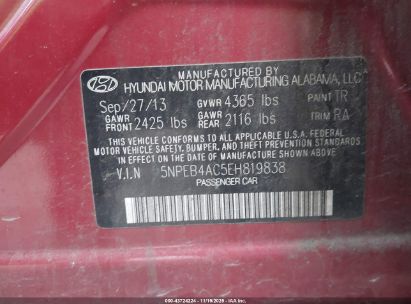 HYUNDAI MOTOR MANUFACTURING ALABAMA, LLC
Sep/27/13 GVWR 4365 lbs PAINT TR
GAWR FRONT 2425 lbs GAWR REAR 2116 lbs TRIM RA
THIS VEHICLE CONFORMS TO ALL APPLICABLE
U.S. FEDERAL MOTOR VEHICLE
SAFETY, BUMPER, AND THEFT PREVENTION STANDARDS
IN EFFECT ON THE DATE OF MANUFACTURE SHOWN ABOVE.
V.I.N 5NPEB4AC5EH819838
PASSENGER CAR